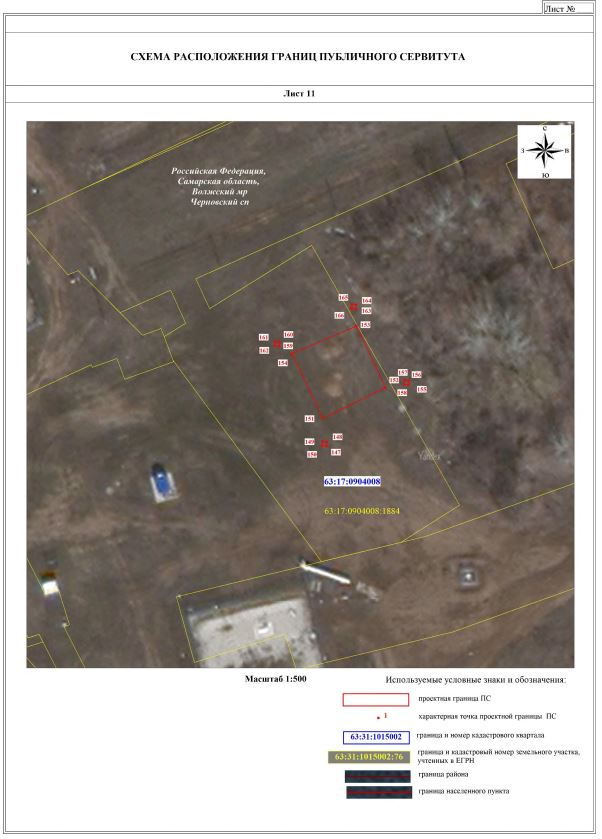 Лист №
СХЕМА РАСПОЛОЖЕНИЯ ГРАНИЦ ПУБЛИЧНОГО СЕРВИТУТА
Лист 11
С
З
В
Ю
Российская Федерация,
Самарская область,
Волжский мр
Черновский сп
165
164
163
166
153
161
160
159
162
154
157
156
152
155
158
151
148
149
147
150
Yandex
63:17:0904008
63:17:0904008:1884
Масштаб 1:500
Используемые условные знаки и обозначения:
проектная граница ПС
1
характерная точка проектной границы ПС
63:31:1015002
граница и номер кадастрового квартала
63:31:1015002:76
граница и кадастровый номер земельного участка,
учтенных в ЕГРН
граница района
граница населенного пункта